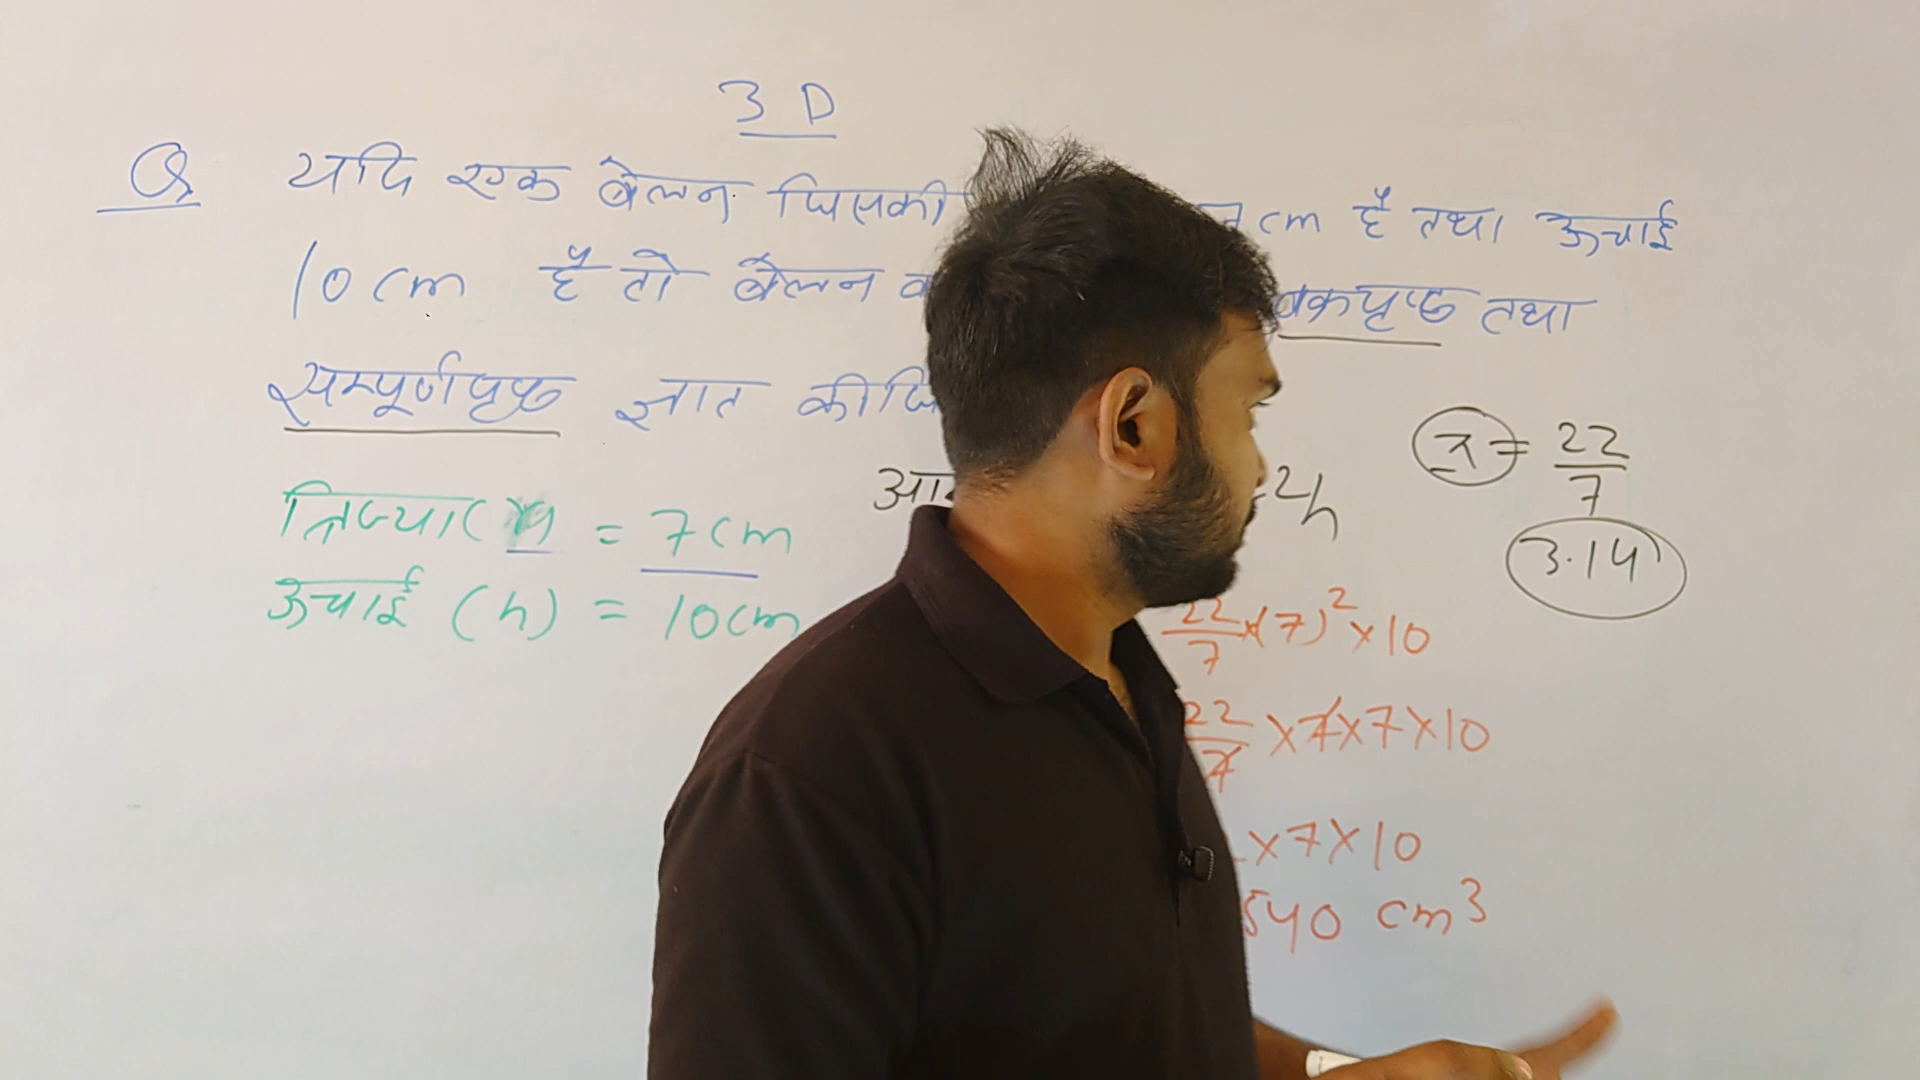 3 D
Q यदि एक बेलन जिसकी cm है तथा ऊचाई
10 cm है तो बेलन वक्रपृष्ठ तथा
सम्पूर्णपृष्ठ ज्ञात
π = 22/7
त्रिज्या ( = 7 cm 2h
3.14
ऊचाई (h) = 10 cm 22/7 × (7)² × 10
22/7 × 7 × 7 × 10
× 7 × 10
540 cm³